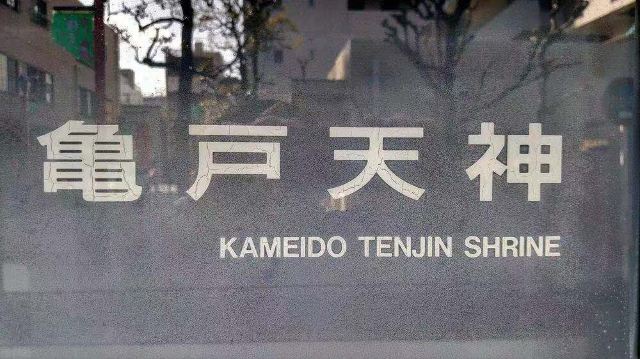 亀戸天神
KAMEIDO TENJIN SHRINE